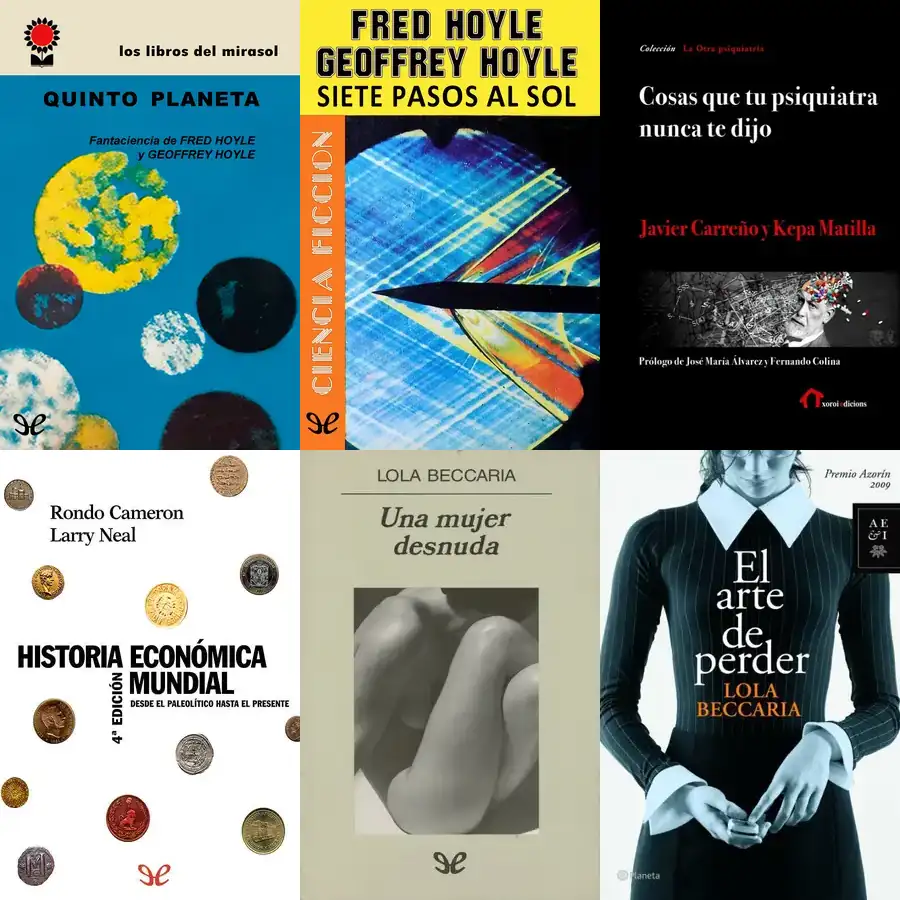 los libros del mirasol
QUINTO PLANETA
Fantaciencia de FRED HOYLE
y GEOFFREY HOYLE
FRED HOYLE
GEOFFREY HOYLE
SIETE PASOS AL SOL
CIENCIA FICCION
Colección La Otra psiquiatría
Cosas que tu psiquiatra
nunca te dijo
Javier Carreño y Kepa Matilla
Prólogo de José María Álvarez y Fernando Colina
xoroi edicions
Rondo Cameron
Larry Neal
HISTORIA ECONÓMICA
MUNDIAL
4ª EDICIÓN
DESDE EL PALEOLÍTICO HASTA EL PRESENTE
LOLA BECCARIA
Una mujer
desnuda
Premio Azorín
2009
A E
& I
El
arte
de
perder
LOLA
BECCARIA
Planeta